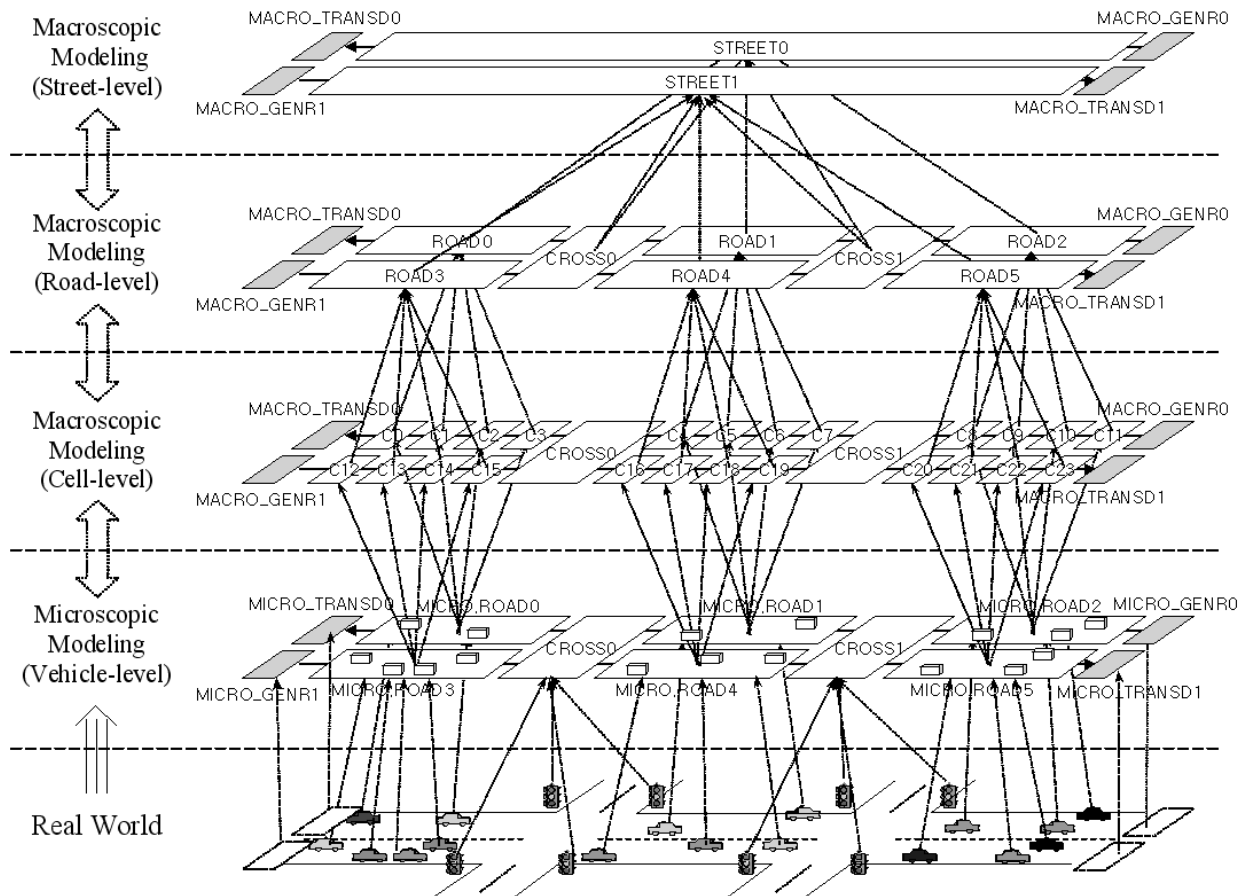 Macroscopic
Modeling
(Street-level)
MACRO_TRANSD0
MACRO_GENR0
STREET0
STREET1
MACRO_GENR1
MACRO_TRANSD1
Macroscopic
Modeling
(Road-level)
MACRO_TRANSD0
MACRO_GENR0
ROAD0
ROAD1
ROAD2
CROSS0
CROSS1
ROAD3
ROAD4
ROAD5
MACRO_GENR1
MACRO_TRANSD1
Macroscopic
Modeling
(Cell-level)
MACRO_TRANSD0
MACRO_GENR0
C0 C1 C2 C3
C4 C5 C6 C7
C8 C9 C10 C11
CROSS0
CROSS1
C12 C13 C14 C15
C16 C17 C18 C19
C20 C21 C22 C23
MACRO_GENR1
MACRO_TRANSD1
Microscopic
Modeling
(Vehicle-level)
MICRO_TRANSD0
MICRO_ROAD0
MICRO_ROAD1
MICRO_ROAD2
MICRO_GENR0
CROSS0
CROSS1
MICRO_GENR1
MICRO_ROAD3
MICRO_ROAD4
MICRO_ROAD5
MICRO_TRANSD1
Real World